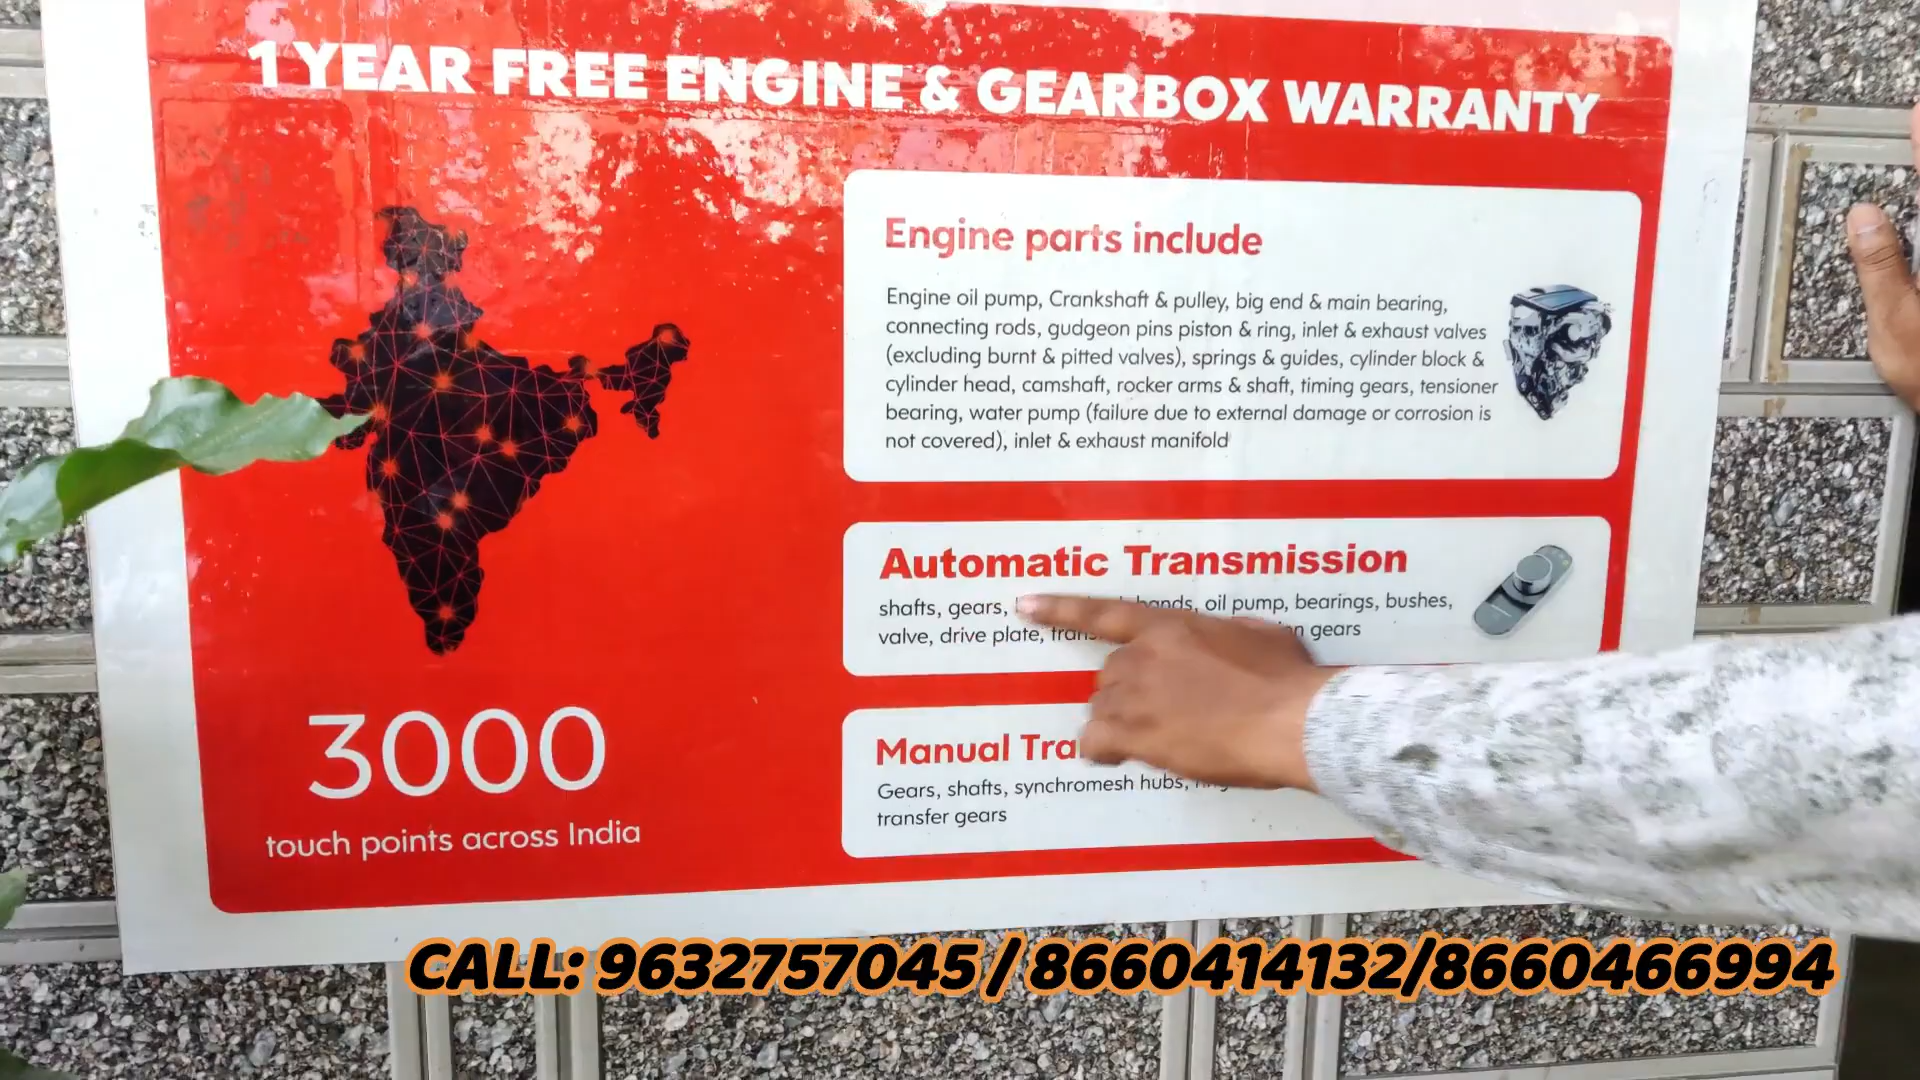 1 YEAR FREE ENGINE & GEARBOX WARRANTY
Engine parts include
Engine oil pump, Crankshaft & pulley, big end & main bearing,
connecting rods, gudgeon pins piston & ring, inlet & exhaust valves
(excluding burnt & pitted valves), springs & guides, cylinder block &
cylinder head, camshaft, rocker arms & shaft, timing gears, tensioner
bearing, water pump (failure due to external damage or corrosion is
not covered), inlet & exhaust manifold
Automatic Transmission
shafts, gears, bands, oil pump, bearings, bushes,
valve, drive plate, gears
Manual
Gears, shafts, synchromesh hubs,
transfer gears
3000
touch points across India
CALL: 9632757045 / 8660414132/8660466994